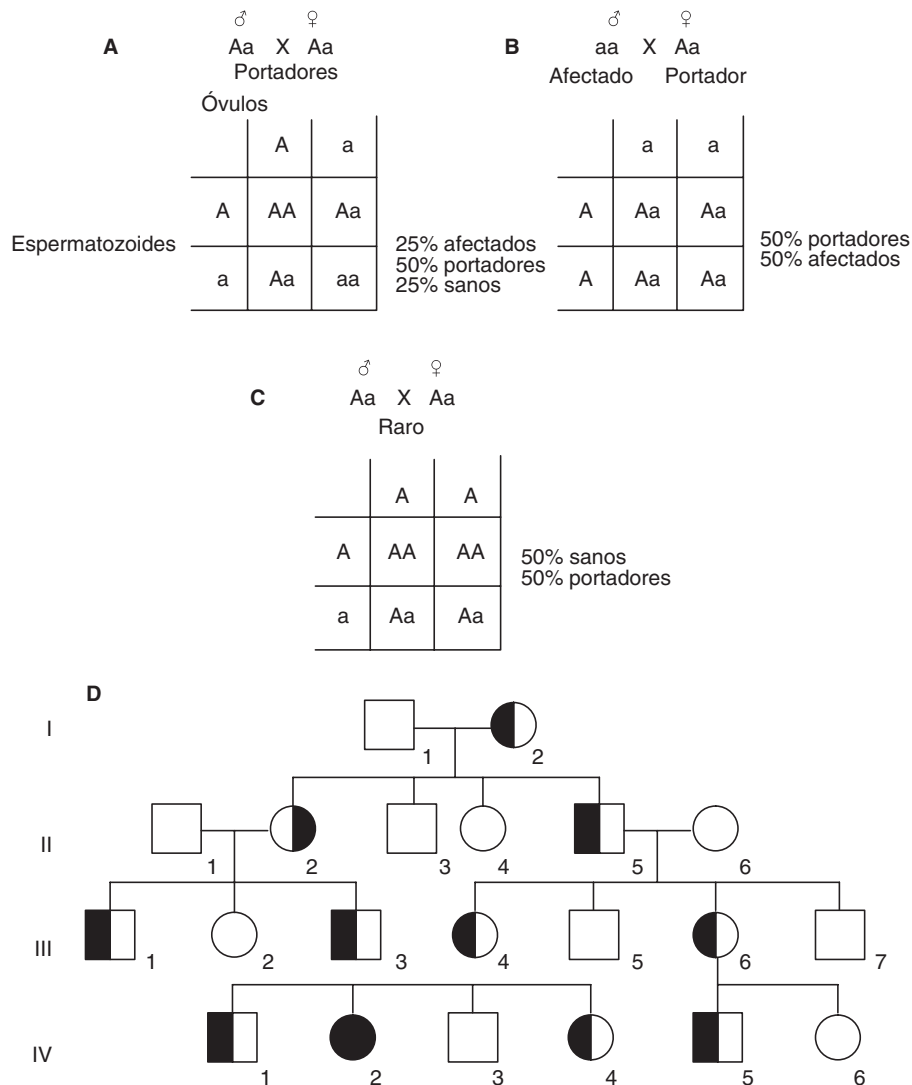 ♂ ♀
A Aa X Aa
Portadores
Óvulos
A a
A AA Aa
Espermatozoides
a Aa aa
25% afectados
50% portadores
25% sanos
♂ ♀
B aa X Aa
Afectado Portador
a a
A Aa Aa
A Aa Aa
50% portadores
50% afectados
♂ ♀
C Aa X Aa
Raro
A A
A AA AA
a Aa Aa
50% sanos
50% portadores
D
I
1 2
II
1 2 3 4 5 6
III
1 2 3 4 5 6 7
IV
1 2 3 4 5 6